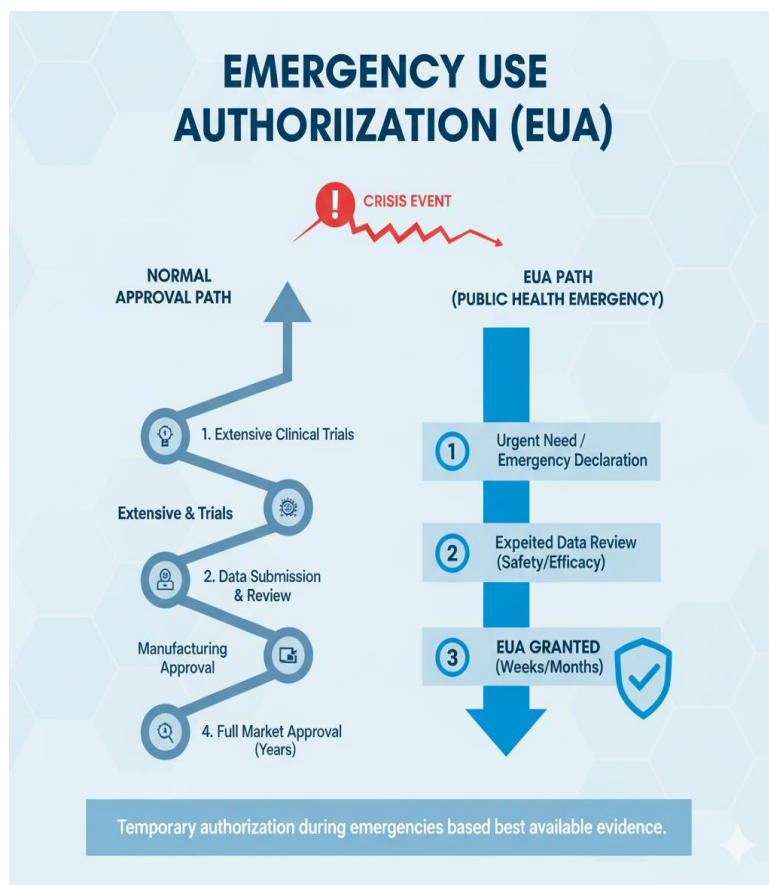 EMERGENCY USE
AUTHORIIZATION (EUA)
!
CRISIS EVENT
NORMAL
APPROVAL PATH
1. Extensive Clinical Trials
Extensive & Trials
2. Data Submission
& Review
Manufacturing
Approval
4. Full Market Approval
(Years)
EUA PATH
(PUBLIC HEALTH EMERGENCY)
1
Urgent Need /
Emergency Declaration
2
Expeited Data Review
(Safety/Efficacy)
3
EUA GRANTED
(Weeks/Months)
Temporary authorization during emergencies based best available evidence.